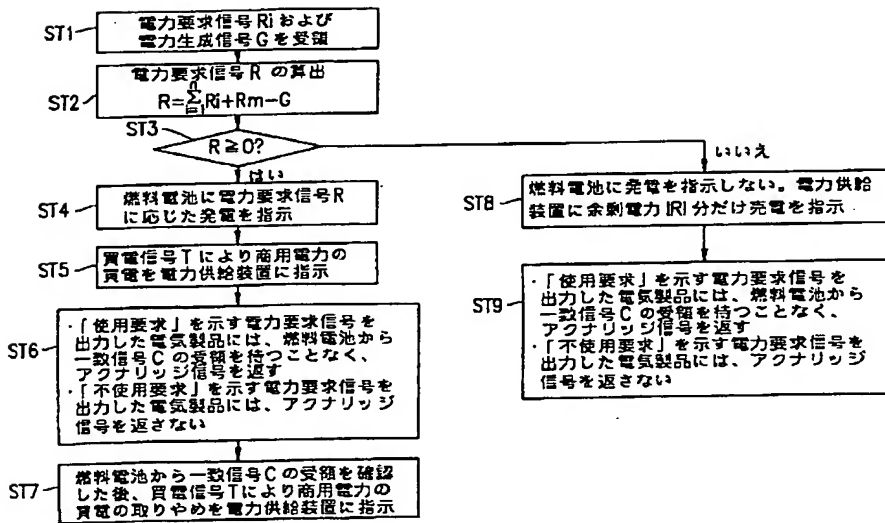 ST1
電力要求信号Riおよび
電力生成信号Gを受領
ST2
電力要求信号Rの算出
R=Σ Ri+Rm−G
ST3
R≧0?
はい
いいえ
ST4
燃料電池に電力要求信号R
に応じた発電を指示
ST5
買電信号Tにより商用電力の
買電を電力供給装置に指示
ST6
・「使用要求」を示す電力要求信号を
出力した電気製品には、燃料電池から
一致信号Cの受領を待つことなく、
アクナリッジ信号を返す
・「不使用要求」を示す電力要求信号を
出力した電気製品には、アクナリッジ
信号を返さない
ST7
燃料電池から一致信号Cの受領を確認
した後、買電信号Tにより商用電力の
買電の取りやめを電力供給装置に指示
ST8
燃料電池に発電を指示しない。電力供給
装置に余剰電力|R|分だけ売電を指示
ST9
・「使用要求」を示す電力要求信号を
出力した電気製品には、燃料電池から
一致信号Cの受領を待つことなく、
アクナリッジ信号を返す
・「不使用要求」を示す電力要求信号を
出力した電気製品には、アクナリッジ
信号を返さない